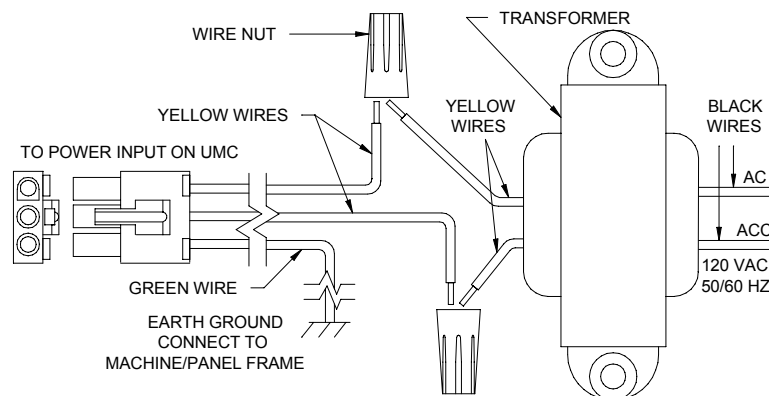 TRANSFORMER
WIRE NUT
YELLOW WIRES
YELLOW
WIRES
BLACK
WIRES
TO POWER INPUT ON UMC
AC
ACC
GREEN WIRE
120 VAC
50/60 HZ
EARTH GROUND
CONNECT TO
MACHINE/PANEL FRAME